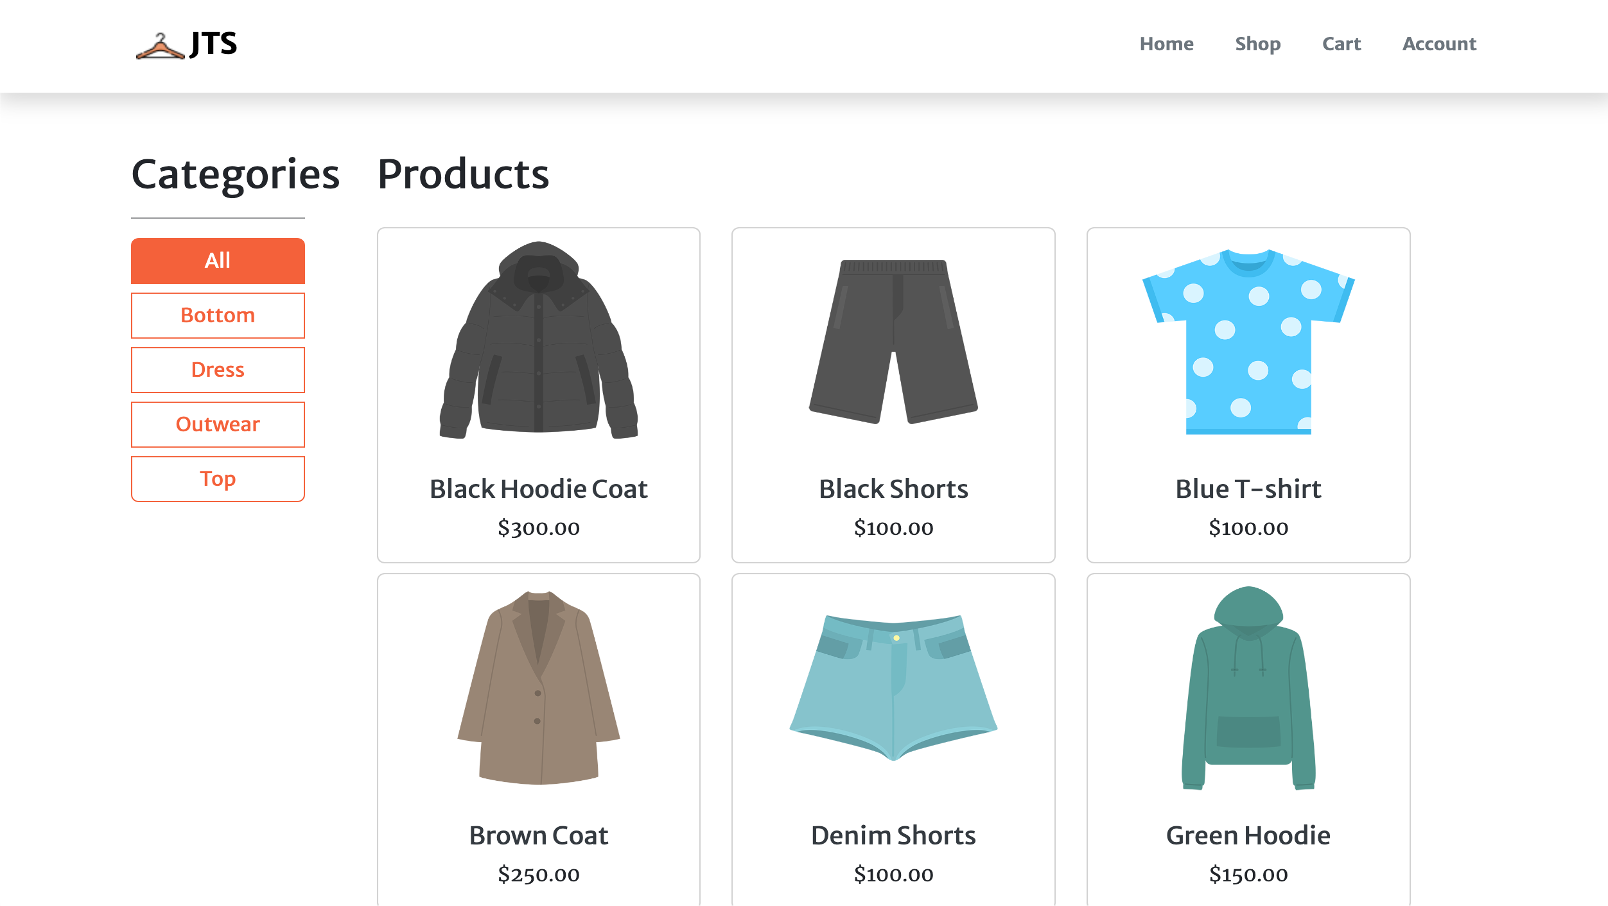 JTS
Home Shop Cart Account
Categories
All
Bottom
Dress
Outwear
Top
Products
Black Hoodie Coat
$300.00
Black Shorts
$100.00
Blue T-shirt
$100.00
Brown Coat
$250.00
Denim Shorts
$100.00
Green Hoodie
$150.00